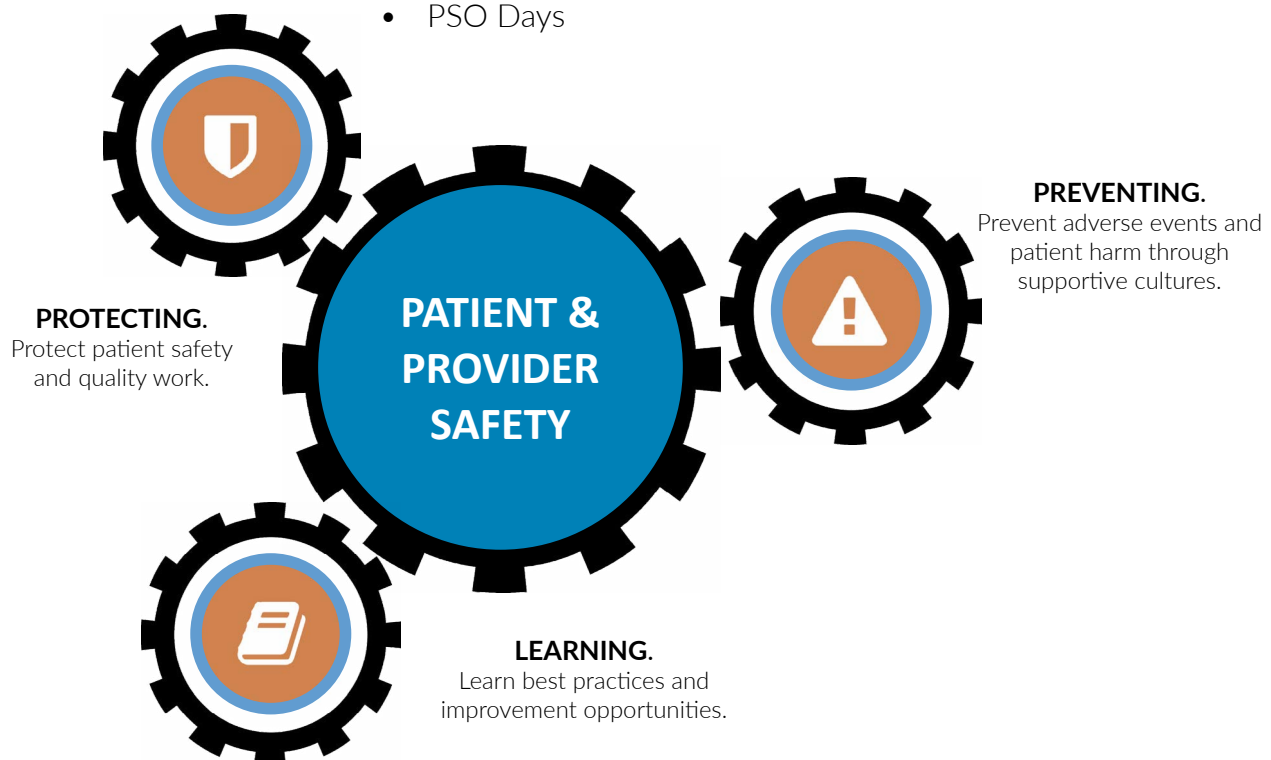 • PSO Days
PREVENTING.
Prevent adverse events and
patient harm through
supportive cultures.
PATIENT &
PROVIDER
SAFETY
PROTECTING.
Protect patient safety
and quality work.
LEARNING.
Learn best practices and
improvement opportunities.